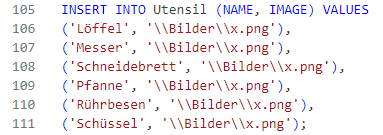 105 INSERT INTO Utensil (NAME, IMAGE) VALUES
106 ('Löffel', '\\Bilder\\x.png'),
107 ('Messer', '\\Bilder\\x.png'),
108 ('Schneidebrett', '\\Bilder\\x.png'),
109 ('Pfanne', '\\Bilder\\x.png'),
110 ('Rührbesen', '\\Bilder\\x.png'),
111 ('Schüssel', '\\Bilder\\x.png');